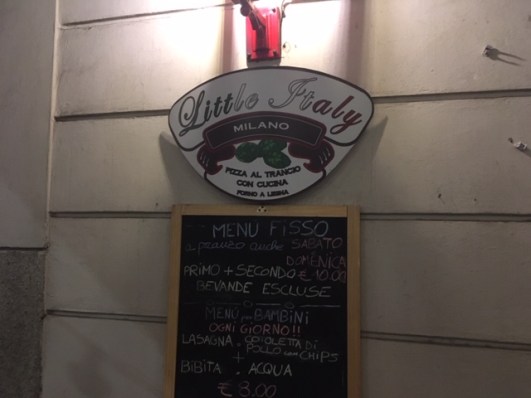 Little Italy
MILANO
PIZZA AL TRANCIO
CON CUCINA
FORNO A LEGNA
MENU FISSO
a pranzo anche SABATO
DOMENICA
PRIMO + SECONDO € 10.00
BEVANDE ESCLUSE
MENÙ per BAMBINI
OGNI GIORNO!!
LASAGNA o COTOLETTA DI
POLLO con CHIPS
+
BIBITA o ACQUA
€ 8.00